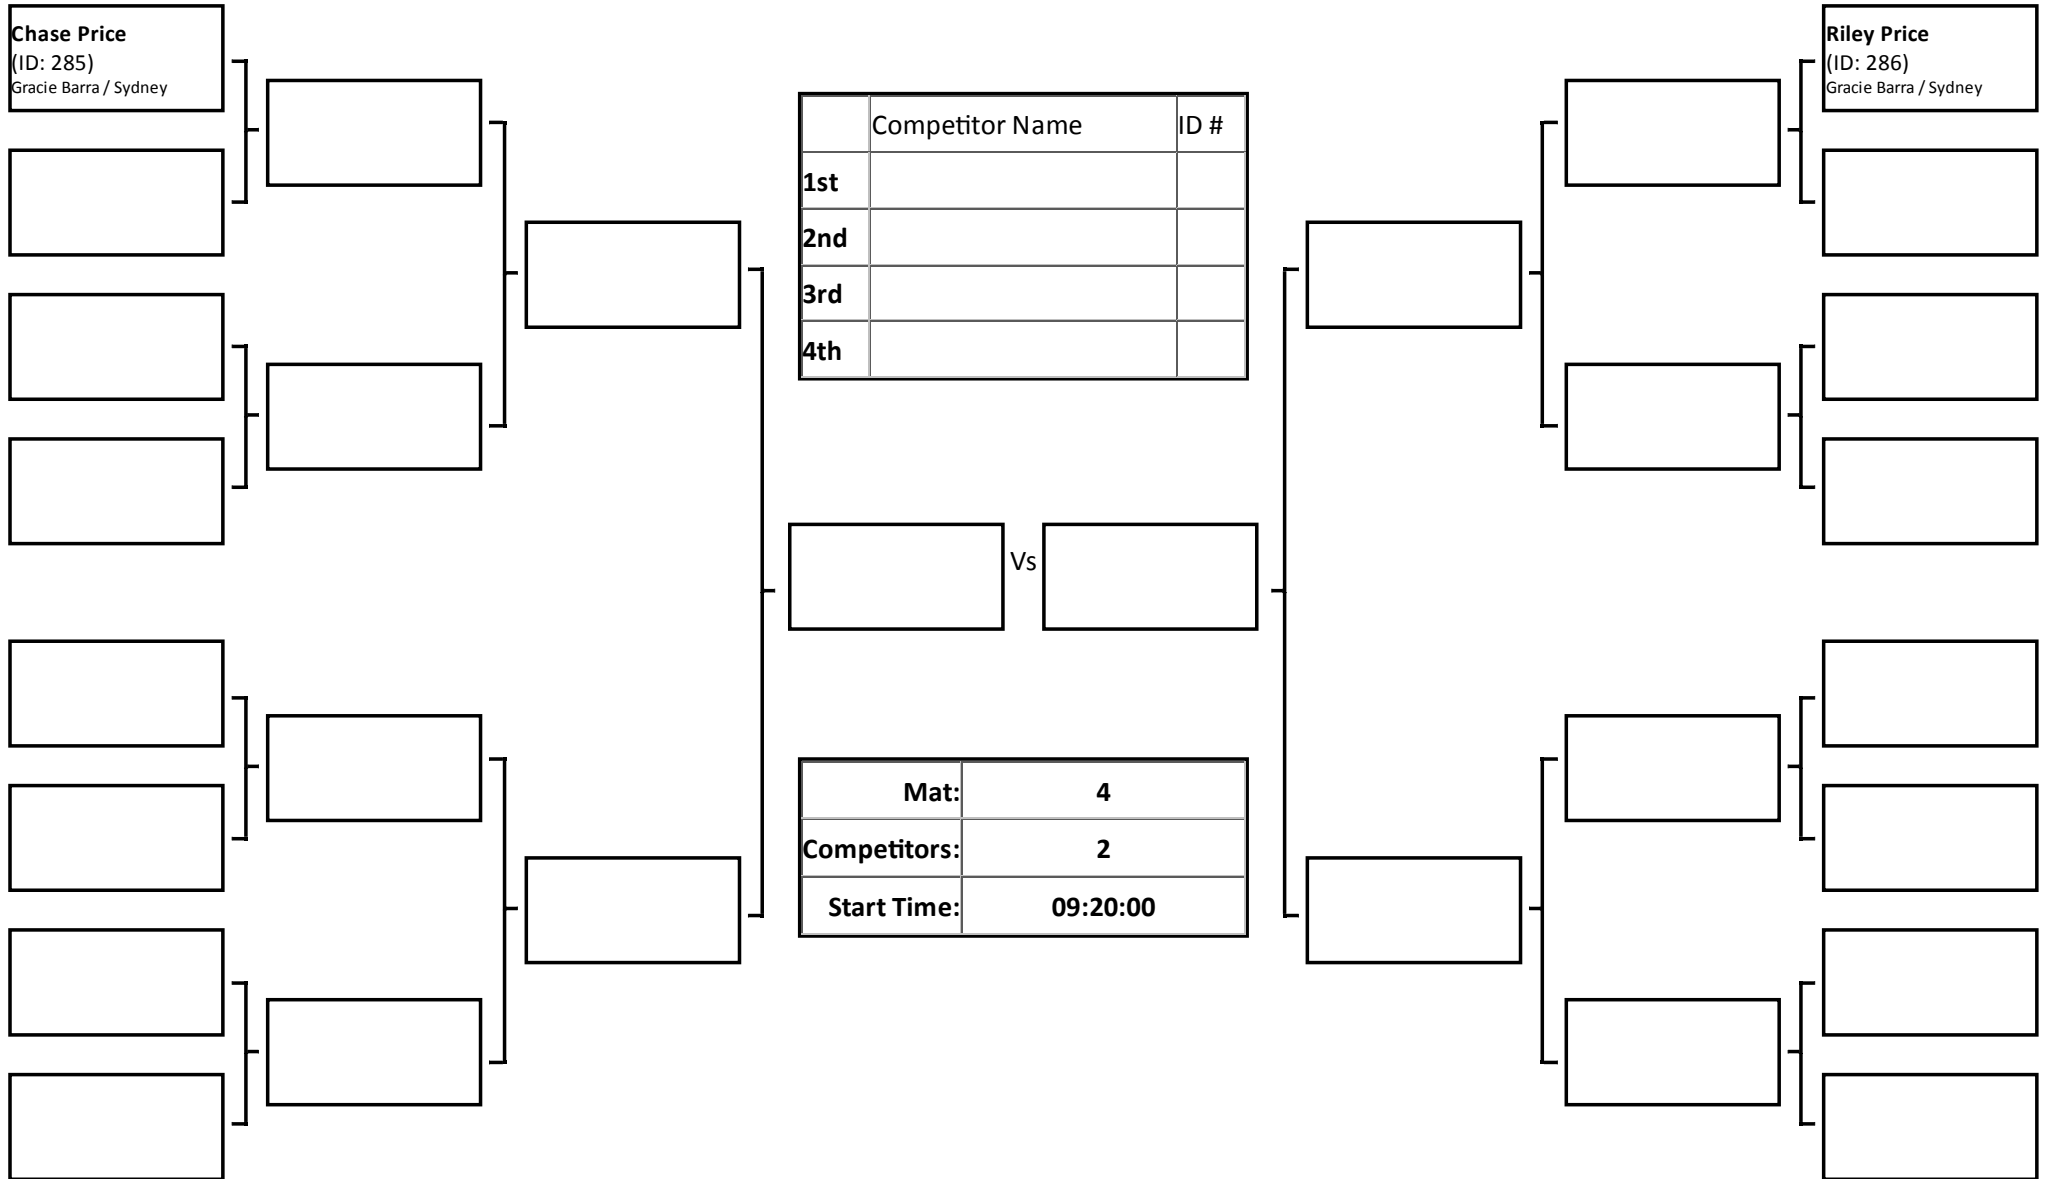 Chase Price
(ID: 285)
Gracie Barra / Sydney
Riley Price
(ID: 286)
Gracie Barra / Sydney
Competitor Name ID #
1st
2nd
3rd
4th
Vs
Mat: 4
Competitors: 2
Start Time: 09:20:00